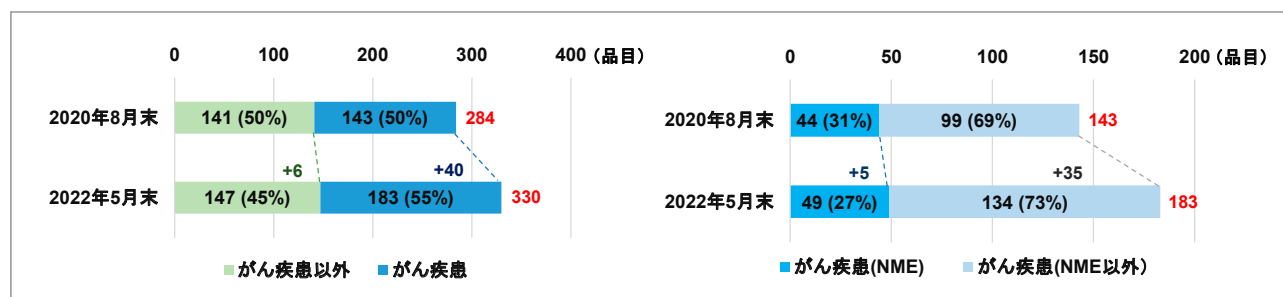 0 100 200 300 400 （品目）
2020年8月末 141 (50%) 143 (50%) 284
+6 +40
2022年5月末 147 (45%) 183 (55%) 330
がん疾患以外 がん疾患
0 50 100 150 200 （品目）
2020年8月末 44 (31%) 99 (69%) 143
+5 +35
2022年5月末 49 (27%) 134 (73%) 183
がん疾患(NME) がん疾患(NME以外）